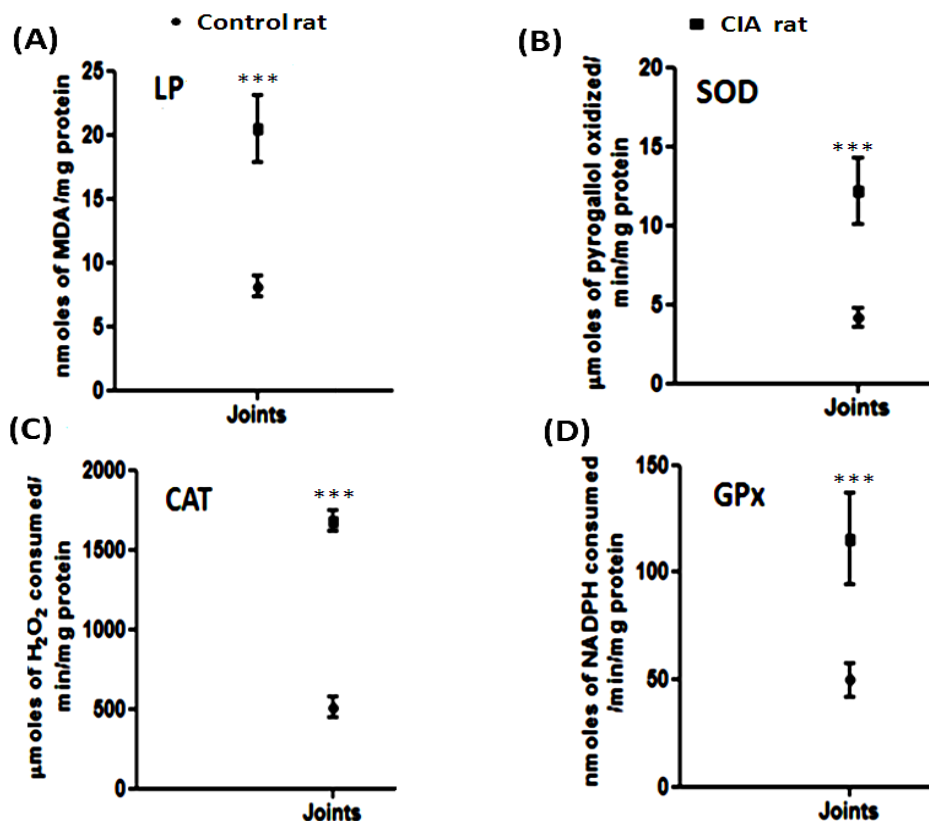 Control rat
CIA rat
(A)
LP
***
25
20
15
10
5
0
nmoles of MDA/mg protein
Joints
(B)
SOD
***
20
15
10
5
0
μmoles of pyrogallol oxidized/
min/mg protein
Joints
(C)
CAT
***
2000
1500
1000
500
0
μmoles of H₂O₂ consumed/
min/mg protein
Joints
(D)
GPx
***
150
100
50
0
nmoles of NADPH consumed
/min/mg protein
Joints